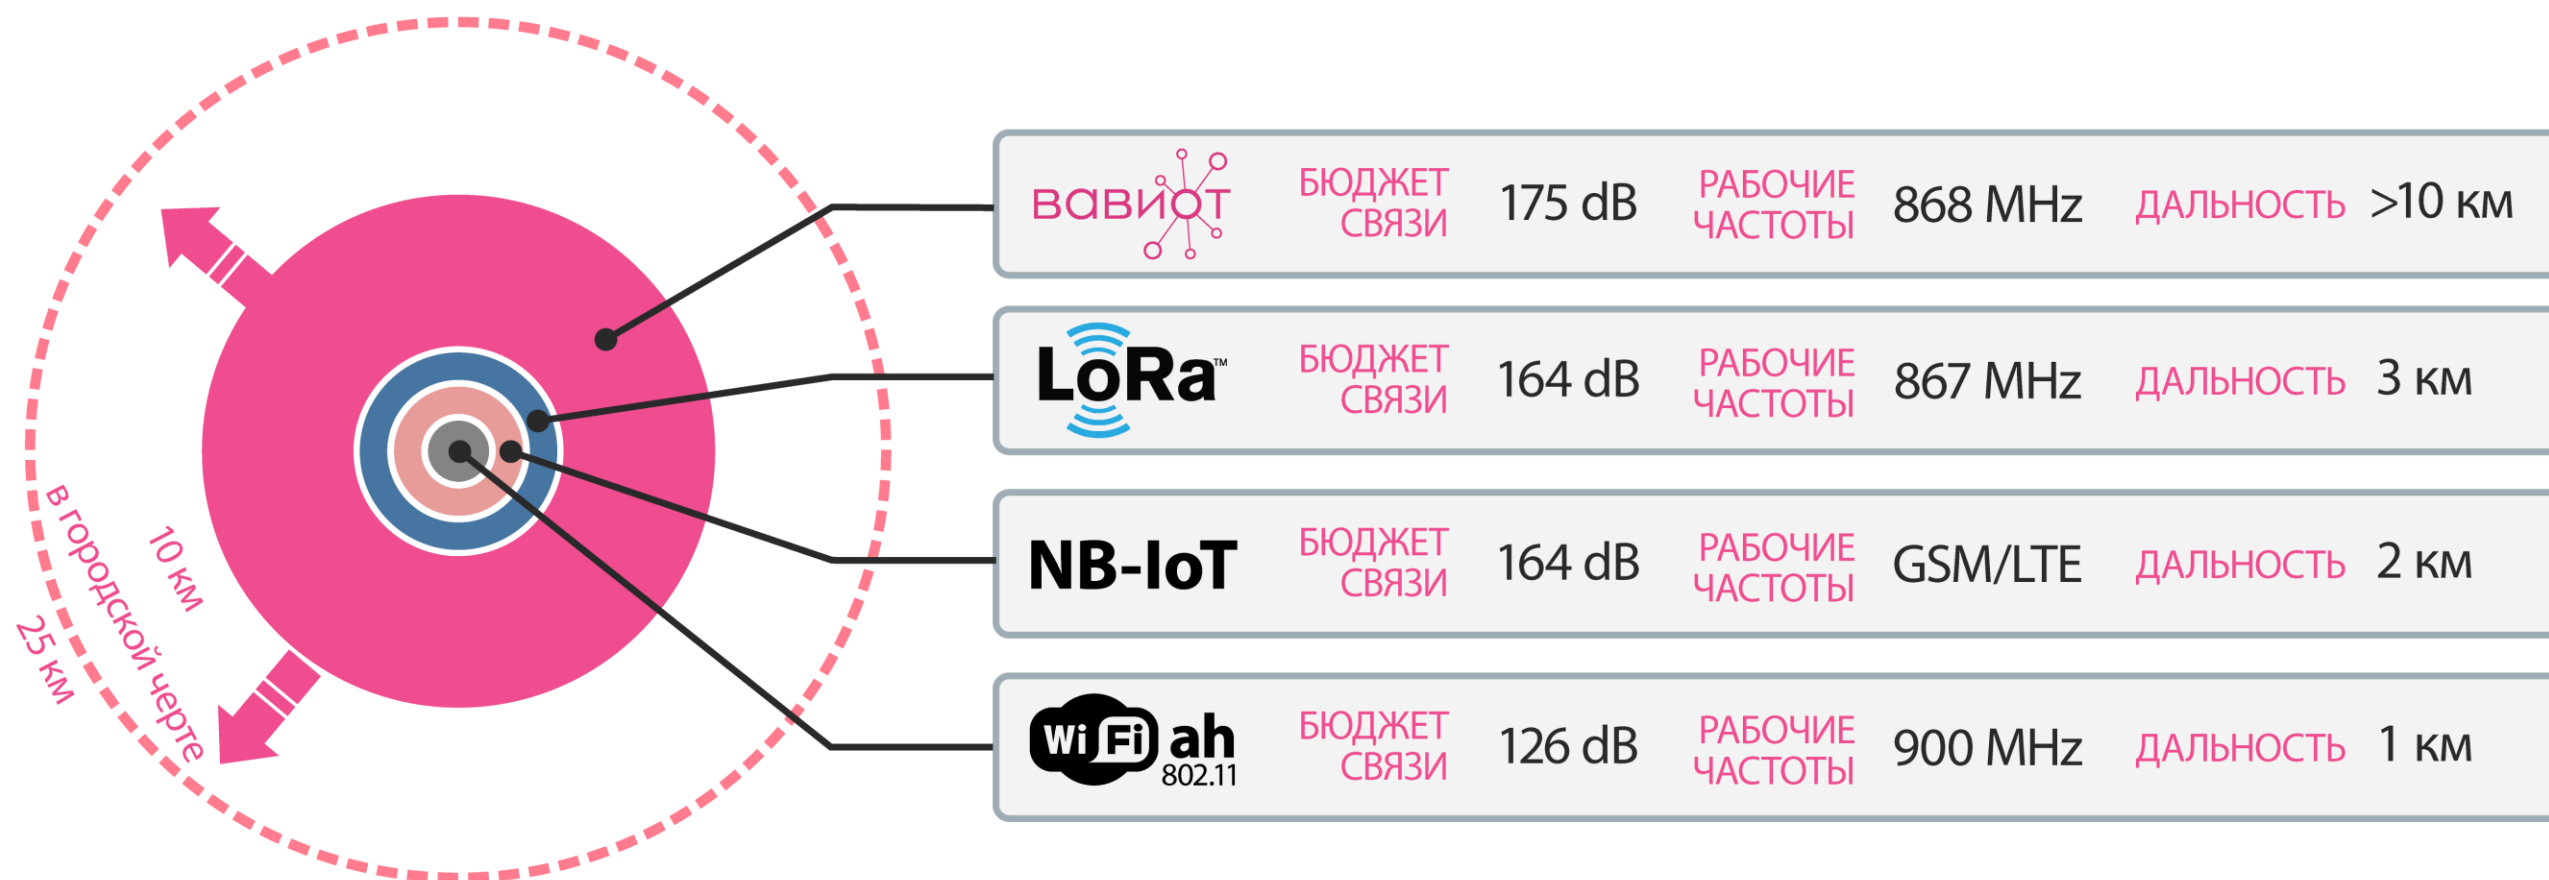 ВАВИОТ
БЮДЖЕТ
СВЯЗИ
175 dB
РАБОЧИЕ
ЧАСТОТЫ
868 MHz
ДАЛЬНОСТЬ
>10 км
LoRa™
БЮДЖЕТ
СВЯЗИ
164 dB
РАБОЧИЕ
ЧАСТОТЫ
867 MHz
ДАЛЬНОСТЬ
3 км
NB-IoT
БЮДЖЕТ
СВЯЗИ
164 dB
РАБОЧИЕ
ЧАСТОТЫ
GSM/LTE
ДАЛЬНОСТЬ
2 км
WiFi ah
802.11
БЮДЖЕТ
СВЯЗИ
126 dB
РАБОЧИЕ
ЧАСТОТЫ
900 MHz
ДАЛЬНОСТЬ
1 км
10 км
в городской черте
25 км